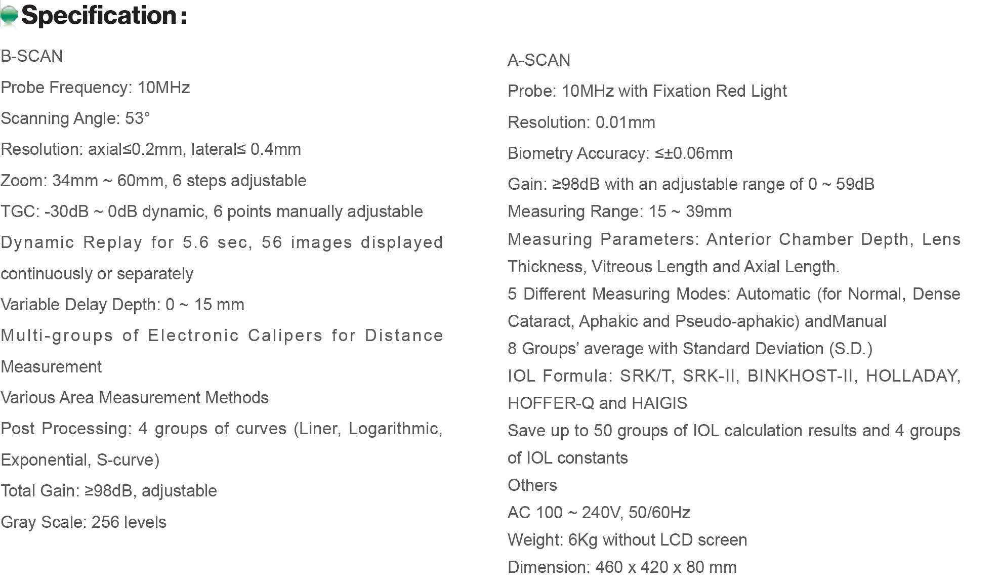 Specification:
B-SCAN
Probe Frequency: 10MHz
Scanning Angle: 53°
Resolution: axial≤0.2mm, lateral≤ 0.4mm
Zoom: 34mm ~ 60mm, 6 steps adjustable
TGC: -30dB ~ 0dB dynamic, 6 points manually adjustable
Dynamic Replay for 5.6 sec, 56 images displayed
continuously or separately
Variable Delay Depth: 0 ~ 15 mm
Multi-groups of Electronic Calipers for Distance
Measurement
Various Area Measurement Methods
Post Processing: 4 groups of curves (Liner, Logarithmic,
Exponential, S-curve)
Total Gain: ≥98dB, adjustable
Gray Scale: 256 levels
A-SCAN
Probe: 10MHz with Fixation Red Light
Resolution: 0.01mm
Biometry Accuracy: ≤±0.06mm
Gain: ≥98dB with an adjustable range of 0 ~ 59dB
Measuring Range: 15 ~ 39mm
Measuring Parameters: Anterior Chamber Depth, Lens
Thickness, Vitreous Length and Axial Length.
5 Different Measuring Modes: Automatic (for Normal, Dense
Cataract, Aphakic and Pseudo-aphakic) andManual
8 Groups’ average with Standard Deviation (S.D.)
IOL Formula: SRK/T, SRK-II, BINKHOST-II, HOLLADAY,
HOFFER-Q and HAIGIS
Save up to 50 groups of IOL calculation results and 4 groups
of IOL constants
Others
AC 100 ~ 240V, 50/60Hz
Weight: 6Kg without LCD screen
Dimension: 460 x 420 x 80 mm